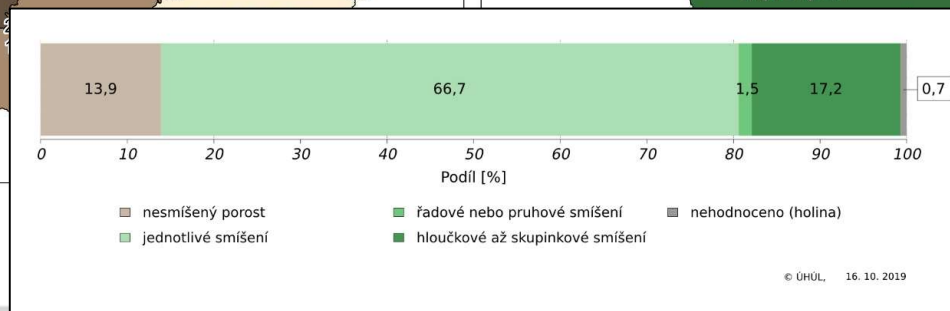 13,9 66,7 1,5 17,2 0,7
0 10 20 30 40 50 60 70 80 90 100
Podíl [%]
nesmíšený porost řadové nebo pruhové smíšení nehodnoceno (holina)
jednotlivé smíšení hloučkové až skupinkové smíšení
© ÚHÚL, 16. 10. 2019